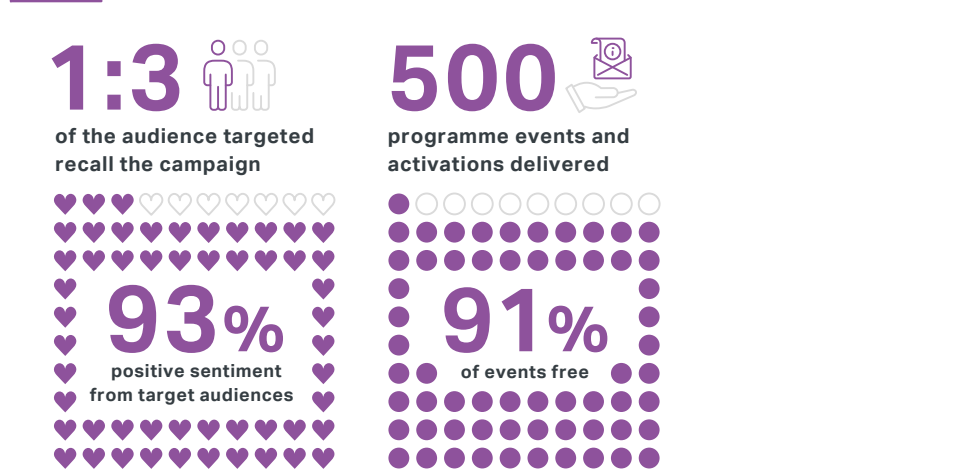 1:3
of the audience targeted
recall the campaign
93%
positive sentiment
from target audiences
500
programme events and
activations delivered
91%
of events free